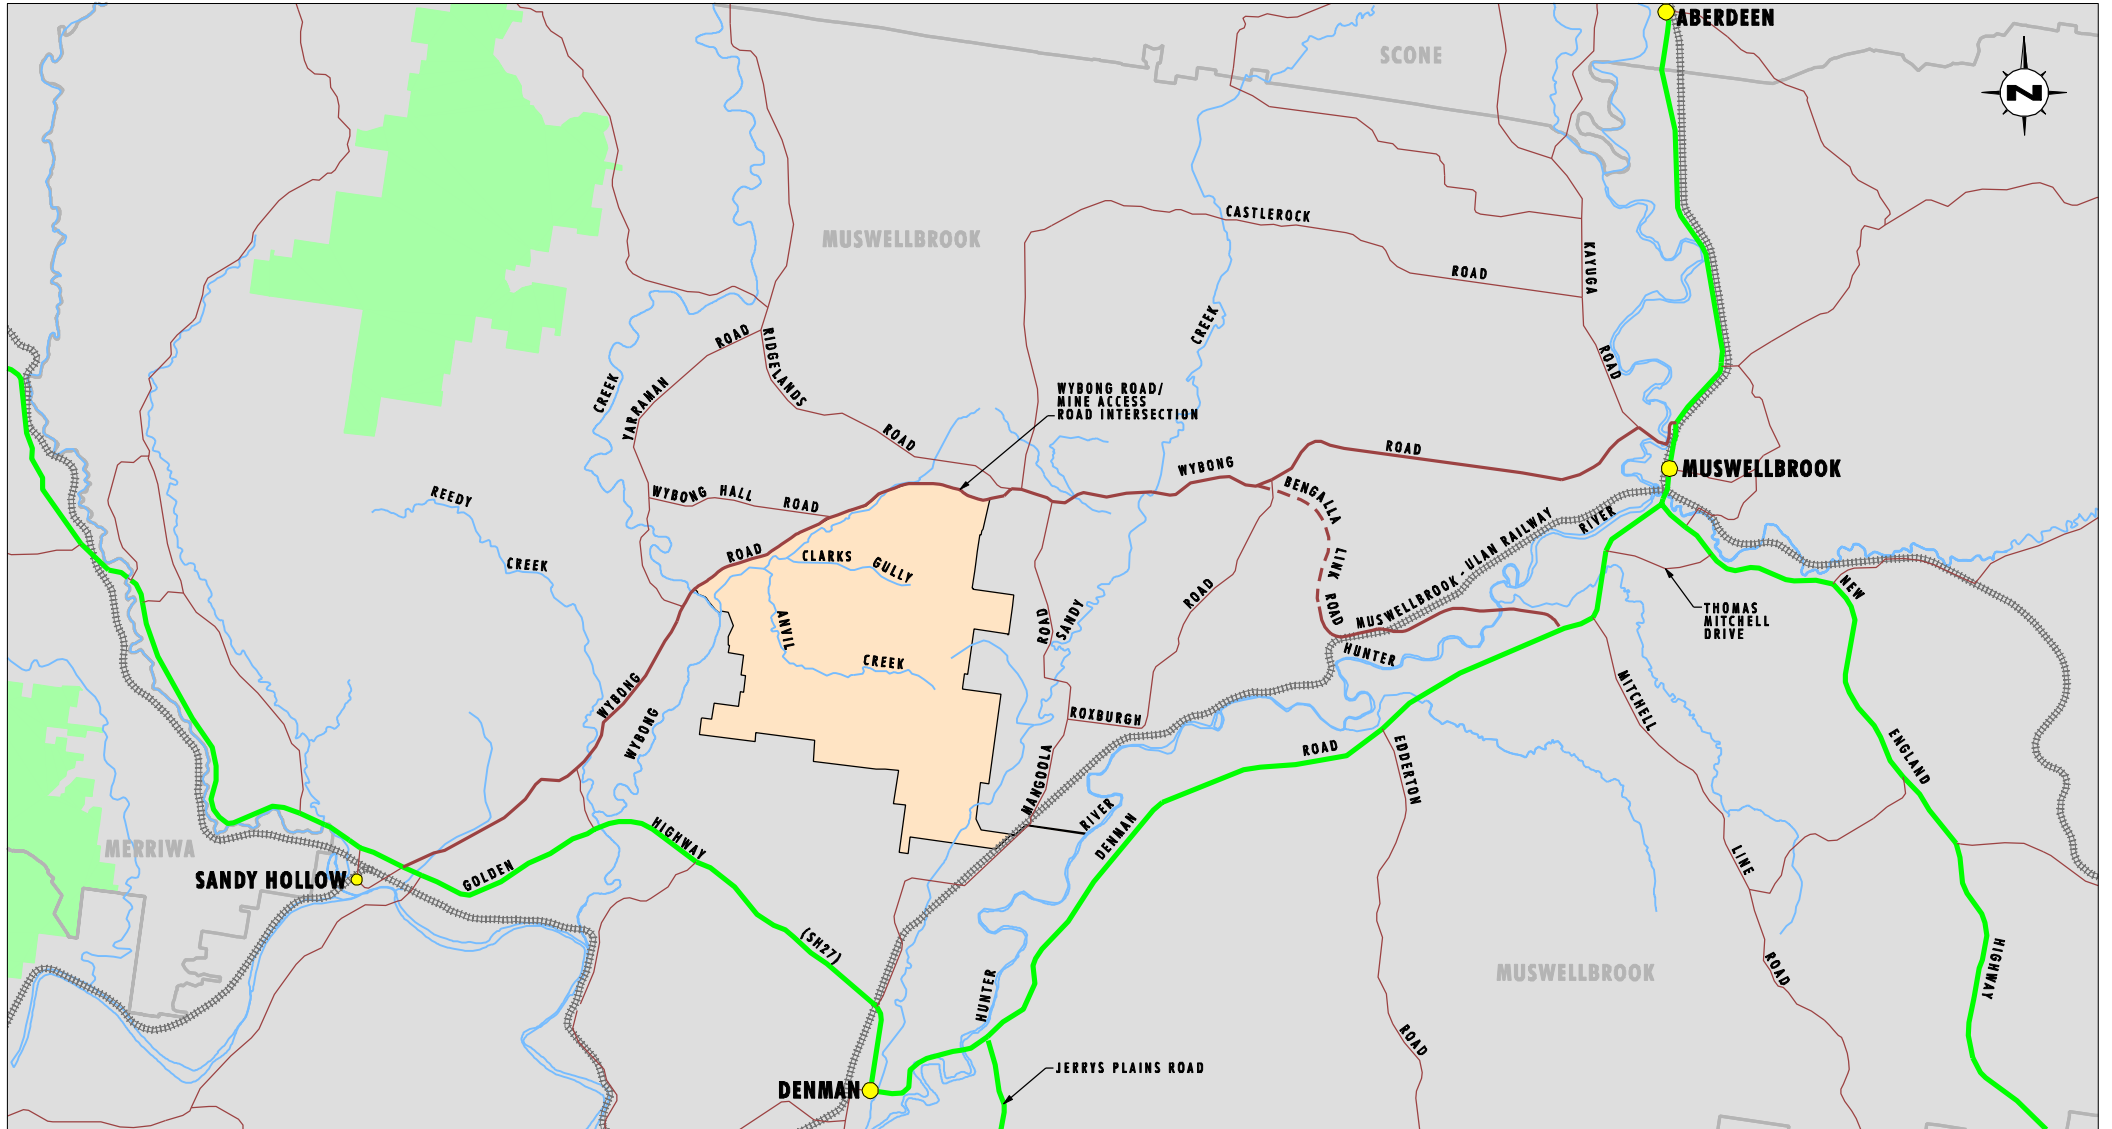 ABERDEEN
SCONE
N
CASTLEROCK
MUSWELLBROOK
KAYUGA
ROAD
CREEK
ROAD
RIDGELANDS
ROAD
CREEK
YARRAMAN
WYBONG ROAD/
MINE ACCESS
ROAD INTERSECTION
ROAD
ROAD
WYBONG
MUSWELLBROOK
REEDY
WYBONG HALL ROAD
BENGALLA
LINK ROAD
MUSWELLBROOK - ULAN RAILWAY
RIVER
ROAD
CLARKS GULLY
CREEK
ROAD
NEW
THOMAS
MITCHELL
DRIVE
ANVIL
ROAD
SANDY
HUNTER
CREEK
WYBONG
MITCHELL
ROXBURGH
WYBONG
EDDERTON
ROAD
ENGLAND
MANGOOLA
RIVER
DENMAN
HIGHWAY
MERRIWA
LINE
SANDY HOLLOW
GOLDEN
(SH27)
HUNTER
MUSWELLBROOK
ROAD
HIGHWAY
ROAD
JERRYS PLAINS ROAD
DENMAN